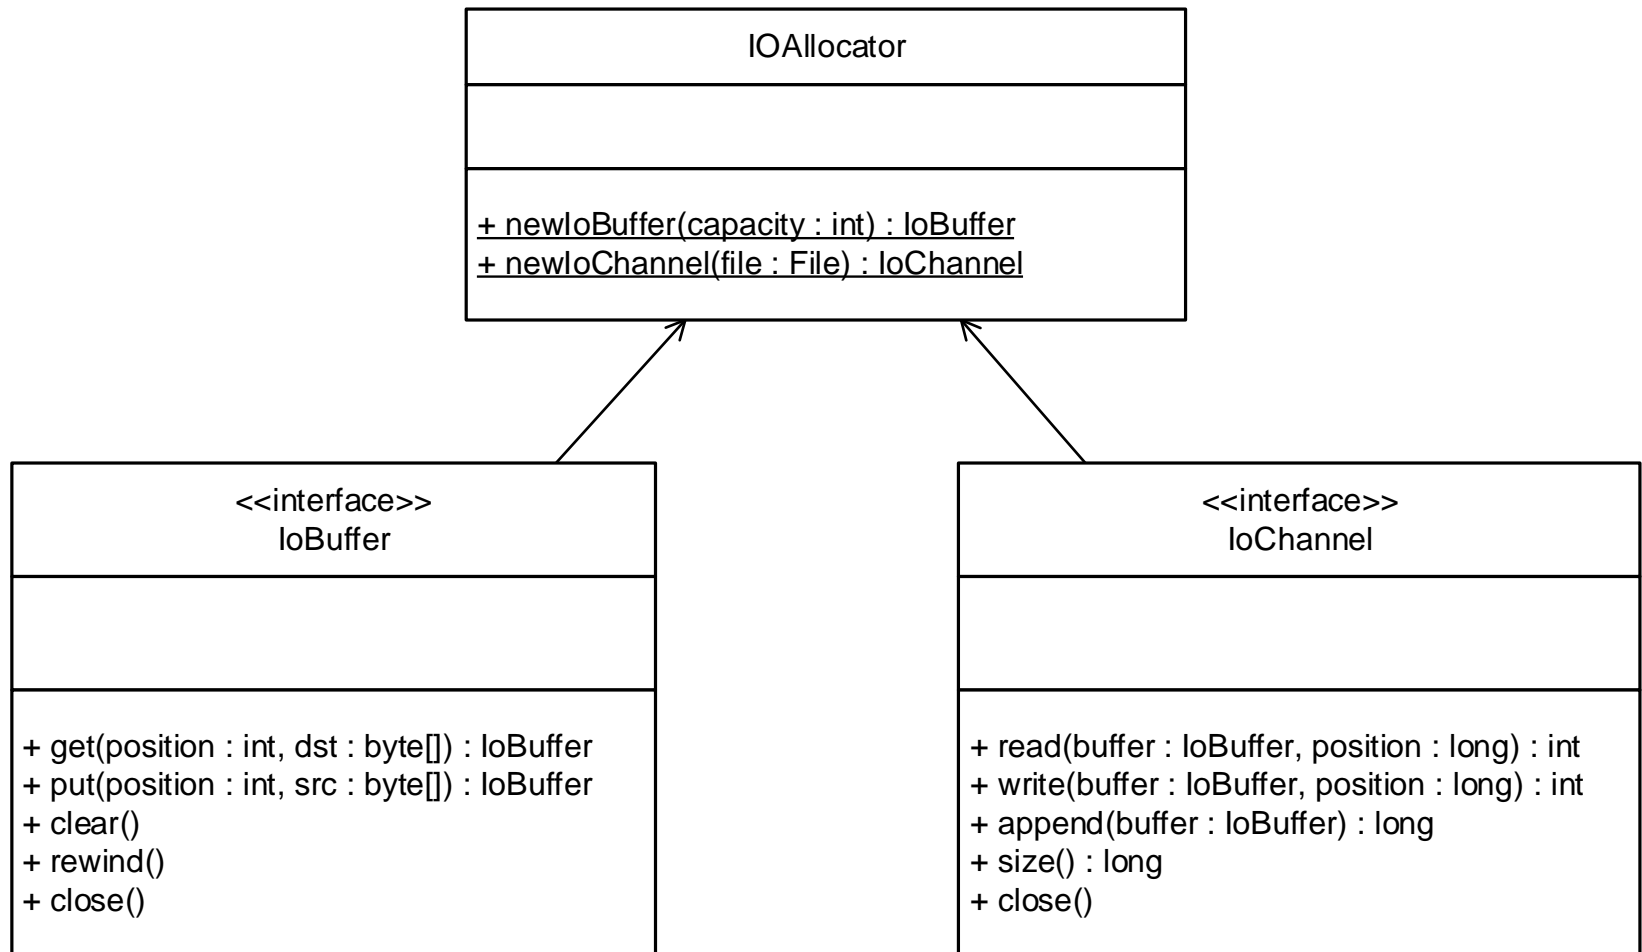 IOAllocator
+ newIoBuffer(capacity : int) : IoBuffer
+ newIoChannel(file : File) : IoChannel
<<interface>>
IoBuffer
+ get(position : int, dst : byte[]) : IoBuffer
+ put(position : int, src : byte[]) : IoBuffer
+ clear()
+ rewind()
+ close()
<<interface>>
IoChannel
+ read(buffer : IoBuffer, position : long) : int
+ write(buffer : IoBuffer, position : long) : int
+ append(buffer : IoBuffer) : long
+ size() : long
+ close()